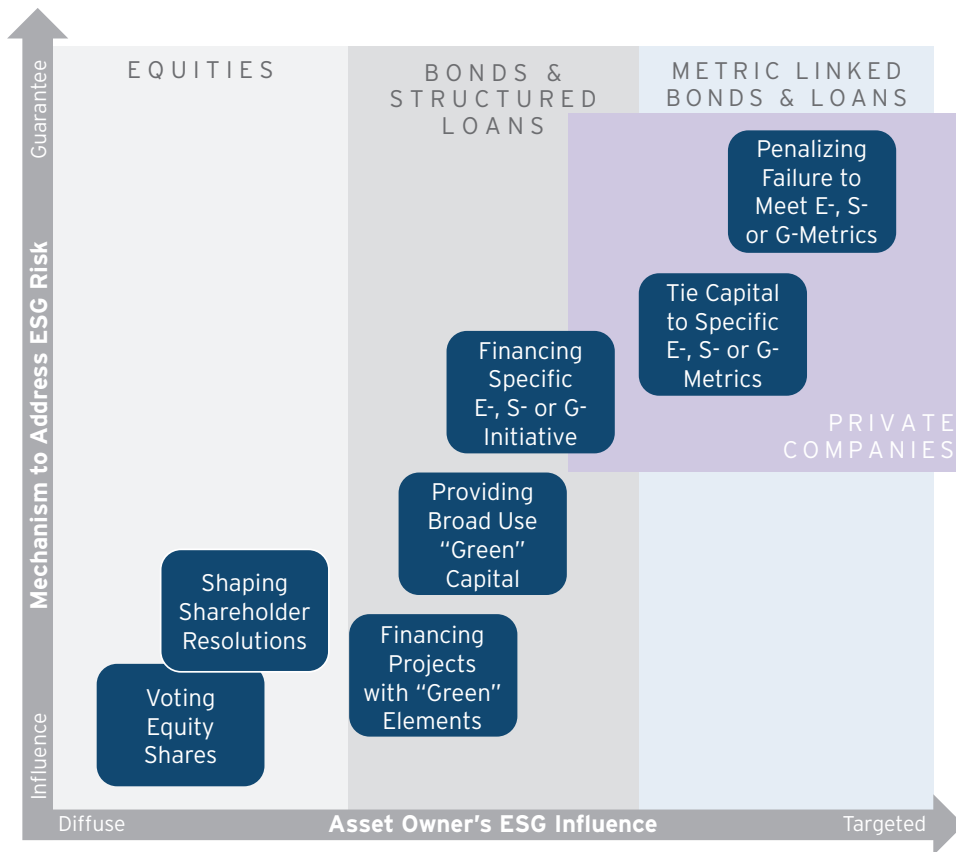 EQUITIES
BONDS &
STRUCTURED
LOANS
METRIC LINKED
BONDS & LOANS
Guarantee
Mechanism to Address ESG Risk
Influence
Penalizing
Failure to
Meet E-, S-
or G-Metrics
Tie Capital
to Specific
E-, S- or G-
Metrics
Financing
Specific
E-, S- or G-
Initiative
PRIVATE
COMPANIES
Providing
Broad Use
“Green”
Capital
Shaping
Shareholder
Resolutions
Financing
Projects
with “Green”
Elements
Voting
Equity
Shares
Diffuse
Asset Owner’s ESG Influence
Targeted